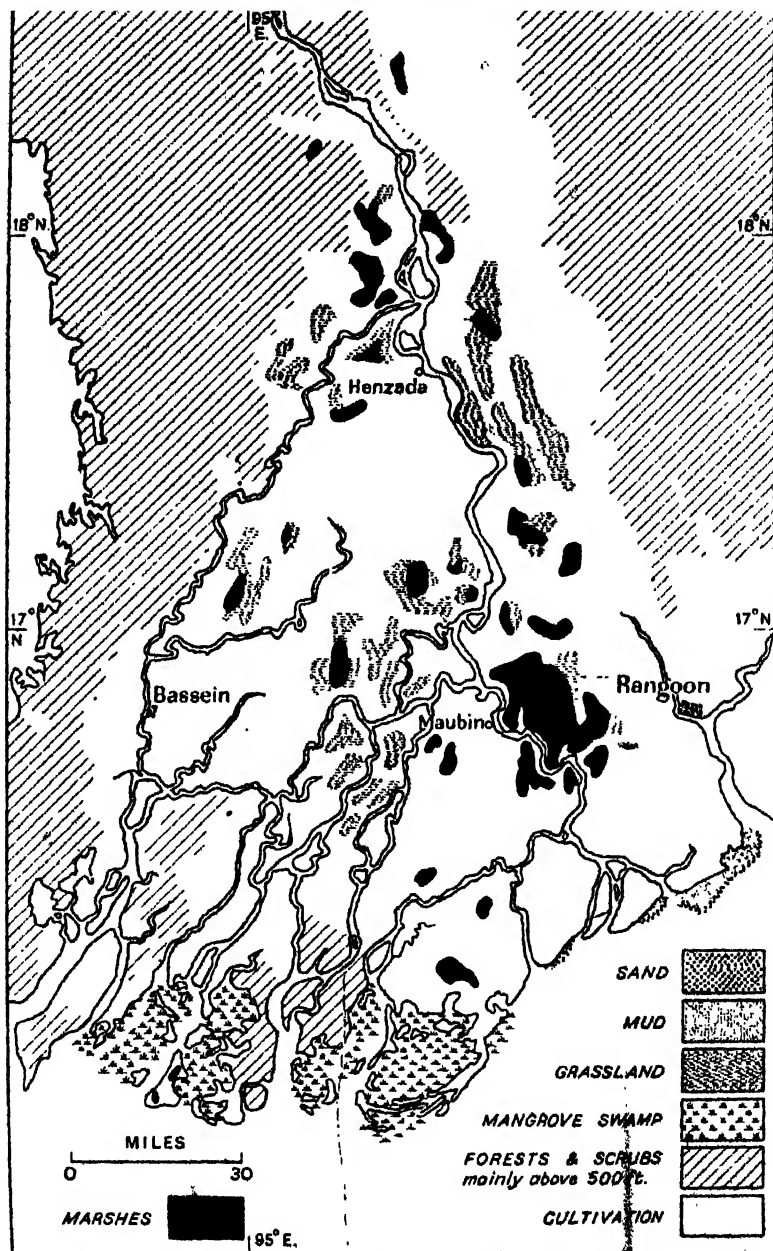 95°
E.
18°N.
18°N.
Henzada
17°
N
17°N.
Bassein
Rangoon
Maubin
SAND
MUD
GRASSLAND
MANGROVE SWAMP
MILES
0 30
FORESTS & SCRUBS
mainly above 500 ft.
MARSHES
CULTIVATION
95°E.